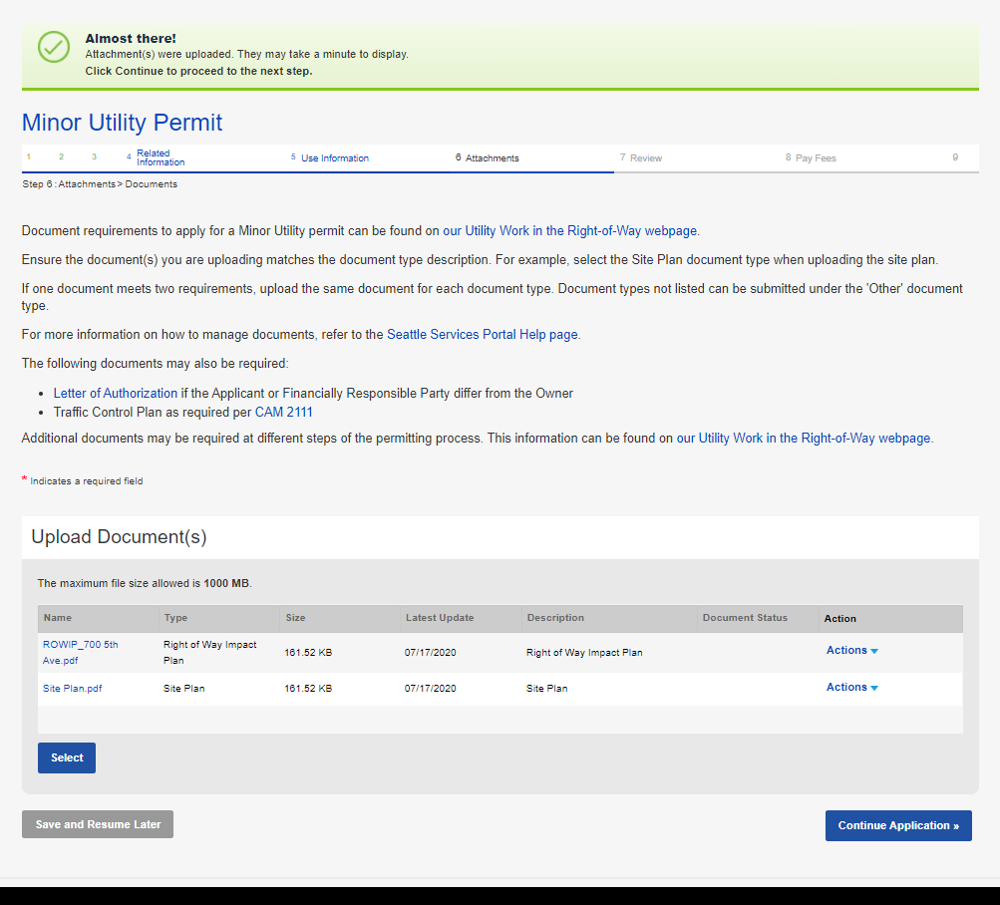 Almost there!
Attachment(s) were uploaded. They may take a minute to display.
Click Continue to proceed to the next step.
Minor Utility Permit
1 2 3 4 Related Information 5 Use Information 6 Attachments 7 Review 8 Pay Fees 9
Step 6 : Attachments > Documents
Document requirements to apply for a Minor Utility permit can be found on our Utility Work in the Right-of-Way webpage.
Ensure the document(s) you are uploading matches the document type description. For example, select the Site Plan document type when uploading the site plan.
If one document meets two requirements, upload the same document for each document type. Document types not listed can be submitted under the 'Other' document
type.
For more information on how to manage documents, refer to the Seattle Services Portal Help page.
The following documents may also be required:
• Letter of Authorization if the Applicant or Financially Responsible Party differ from the Owner
• Traffic Control Plan as required per CAM 2111
Additional documents may be required at different steps of the permitting process. This information can be found on our Utility Work in the Right-of-Way webpage.
* Indicates a required field
Upload Document(s)
The maximum file size allowed is 1000 MB.
Name Type Size Latest Update Description Document Status Action
ROWIP_700 5th Right of Way Impact
Ave.pdf Plan 161.52 KB 07/17/2020 Right of Way Impact Plan Actions
Site Plan.pdf Site Plan 161.52 KB 07/17/2020 Site Plan Actions
Select
Save and Resume Later
Continue Application »